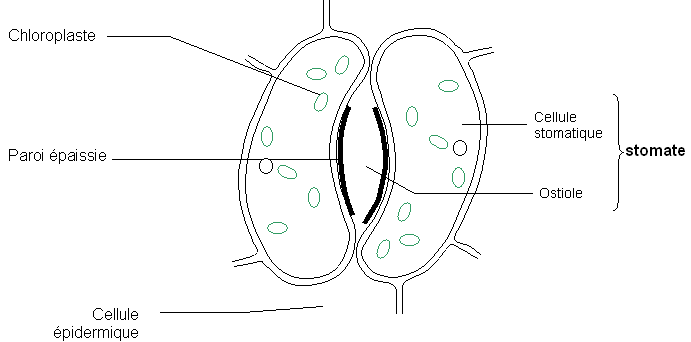 Chloroplaste
Paroi épaissie
Cellule
épidermique
Cellule
stomatique
Ostiole
stomate